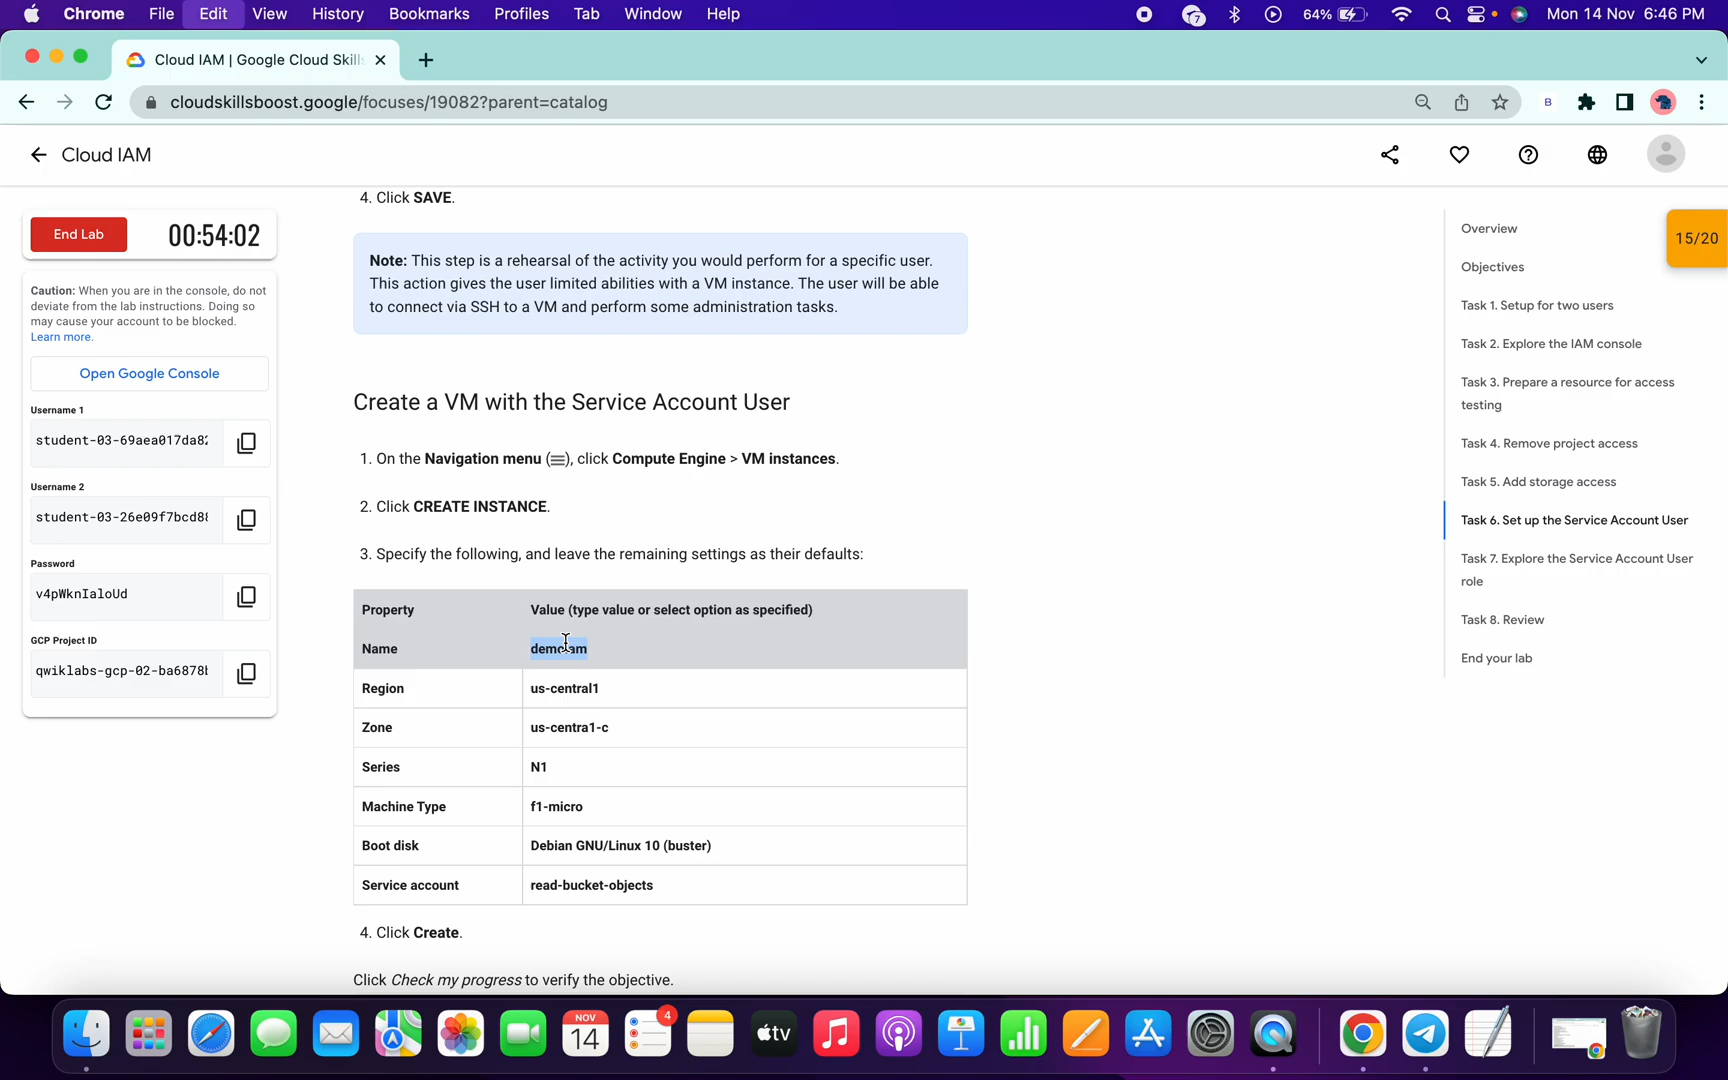 Chrome File Edit View History Bookmarks Profiles Tab Window Help 7 64% Mon 14 Nov 6:46 PM
Cloud IAM | Google Cloud Skills
cloudskillsboost.google/focuses/19082?parent=catalog B
Cloud IAM
End Lab 00:54:02
Caution: When you are in the console, do not
deviate from the lab instructions. Doing so
may cause your account to be blocked.
Learn more.
Open Google Console
Username 1
student-03-69aea017da82
Username 2
student-03-26e09f7bcd88
Password
v4pWknIaloUd
GCP Project ID
qwiklabs-gcp-02-ba6878b
4. Click SAVE.
Note: This step is a rehearsal of the activity you would perform for a specific user.
This action gives the user limited abilities with a VM instance. The user will be able
to connect via SSH to a VM and perform some administration tasks.
Create a VM with the Service Account User
1. On the Navigation menu (), click Compute Engine > VM instances.
2. Click CREATE INSTANCE.
3. Specify the following, and leave the remaining settings as their defaults:
Property Value (type value or select option as specified)
Name demoiam
Region us-central1
Zone us-centra1-c
Series N1
Machine Type f1-micro
Boot disk Debian GNU/Linux 10 (buster)
Service account read-bucket-objects
4. Click Create.
Click Check my progress to verify the objective.
Overview
Objectives
Task 1. Setup for two users
Task 2. Explore the IAM console
Task 3. Prepare a resource for access
testing
Task 4. Remove project access
Task 5. Add storage access
Task 6. Set up the Service Account User
Task 7. Explore the Service Account User
role
Task 8. Review
End your lab
15/20
NOV
14
4
tv